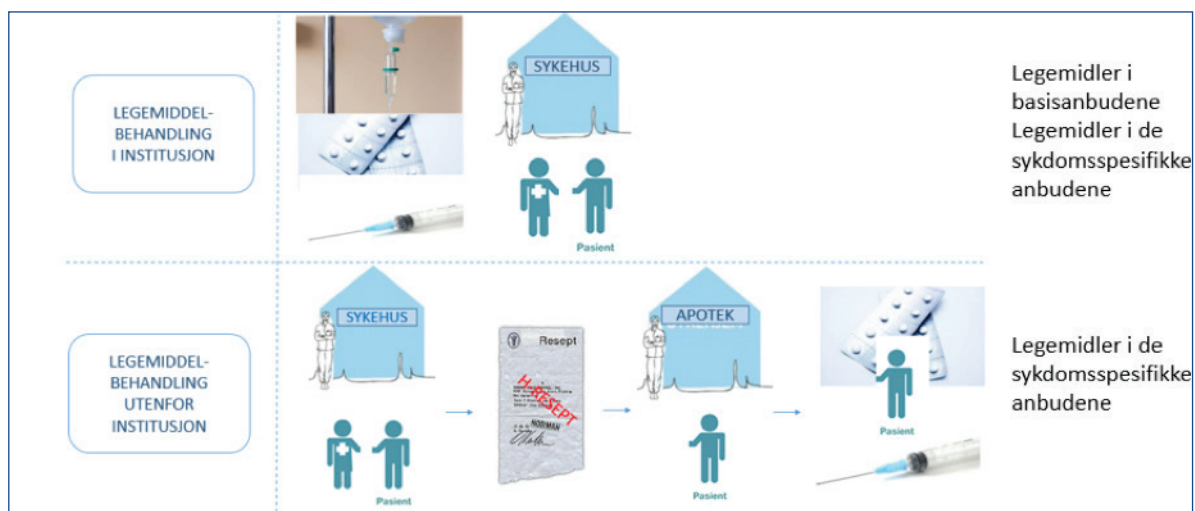 LEGEMIDDEL-
BEHANDLING
I INSTITUSJON
SYKEHUS
Pasient
Legemidler i
basisanbudene
Legemidler i de
sykdomsspesifikke
anbudene
LEGEMIDDEL-
BEHANDLING
UTENFOR
INSTITUSJON
SYKEHUS
Pasient
Resept
H-RESEPT
NORMAN
APOTEK
Pasient
Pasient
Legemidler i de
sykdomsspesifikke
anbudene